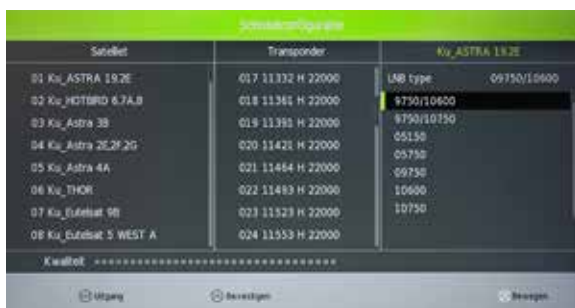 Schotelconfiguratie
Satelliet Transponder Ku_ASTRA 19.2E
01 Ku_ASTRA 19.2E 017 11332 H 22000 LNB type 09750/10600
02 Ku_HOTBIRD 6,7A,8 018 11361 H 22000 9750/10600
03 Ku_Astra 3B 019 11391 H 22000 9750/10750
04 Ku_Astra 2E,2F,2G 020 11421 H 22000 05150
05 Ku_Astra 4A 021 11464 H 22000 05750
06 Ku_THOR 022 11493 H 22000 09750
07 Ku_Eutelsat 9B 023 11523 H 22000 10600
08 Ku_Eutelsat 5 WEST A 024 11553 H 22000 10750
Kwaliteit
Uitgang Bevestigen Bewegen